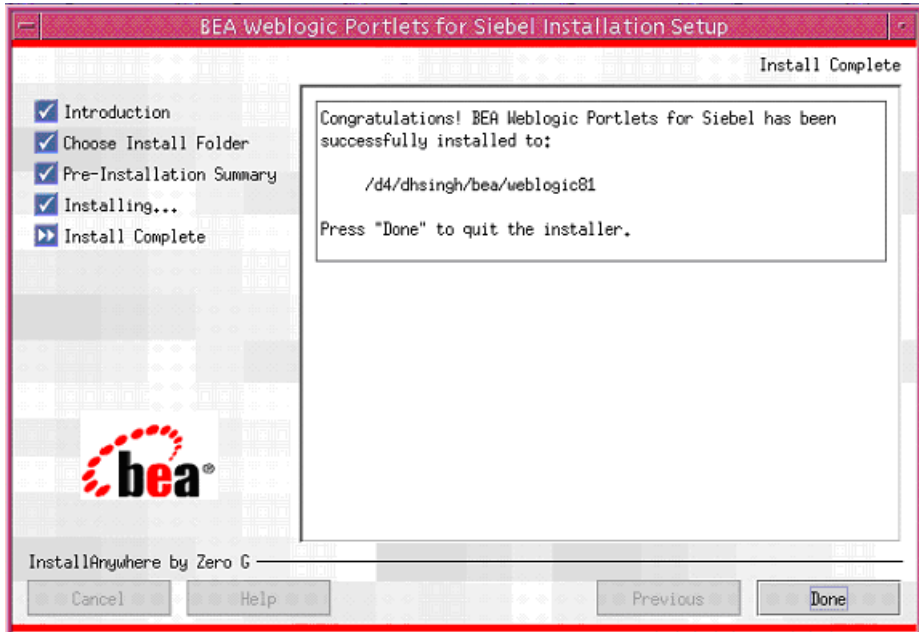 BEA Weblogic Portlets for Siebel Installation Setup
Install Complete
Introduction
Choose Install Folder
Pre-Installation Summary
Installing...
Install Complete
Congratulations! BEA Weblogic Portlets for Siebel has been
successfully installed to:
/d4/dhsingh/bea/weblogic81
Press "Done" to quit the installer.
bea®
InstallAnywhere by Zero G
Cancel
Help
Previous
Done